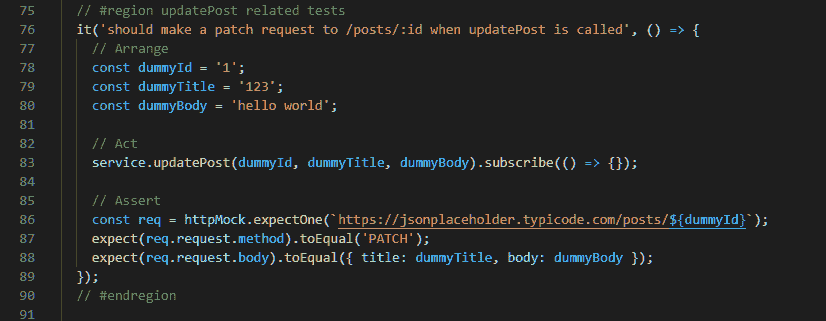 75 // #region updatePost related tests
76 it('should make a patch request to /posts/:id when updatePost is called', () => {
77 // Arrange
78 const dummyId = '1';
79 const dummyTitle = '123';
80 const dummyBody = 'hello world';
81
82 // Act
83 service.updatePost(dummyId, dummyTitle, dummyBody).subscribe(() => {});
84
85 // Assert
86 const req = httpMock.expectOne(`https://jsonplaceholder.typicode.com/posts/${dummyId}`);
87 expect(req.request.method).toEqual('PATCH');
88 expect(req.request.body).toEqual({ title: dummyTitle, body: dummyBody });
89 });
90 // #endregion
91